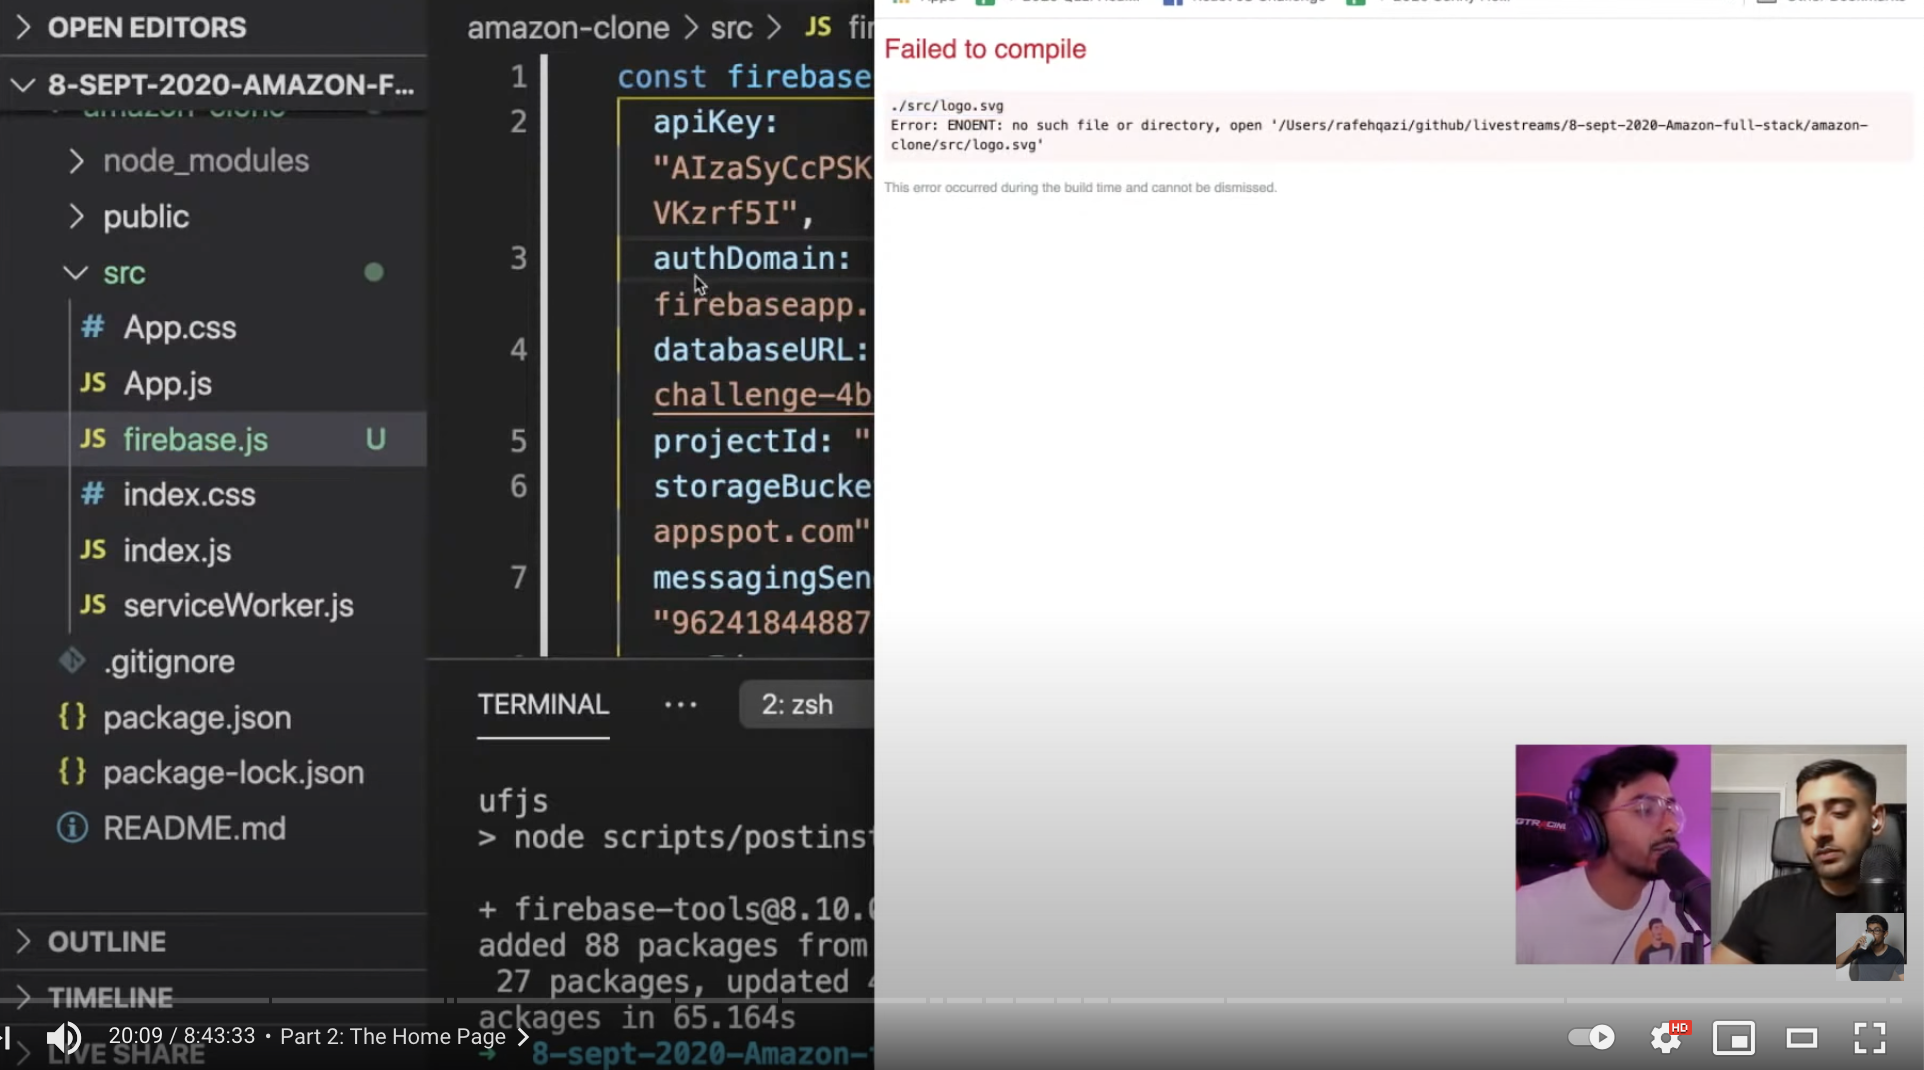 OPEN EDITORS
8-SEPT-2020-AMAZON-F...
amazon-clone
node_modules
public
src
App.css
App.js
firebase.js U
index.css
index.js
serviceWorker.js
.gitignore
package.json
package-lock.json
README.md
OUTLINE
TIMELINE
LIVE SHARE
amazon-clone > src > JS fir
1 const firebase
2 apiKey:
"AIzaSyCcPSK
VKzrf5I",
3 authDomain:
firebaseapp.
4 databaseURL:
challenge-4b
5 projectId: "
6 storageBucke
appspot.com"
7 messagingSen
"96241844887
TERMINAL ... 2: zsh
ufjs
> node scripts/postinst
+ firebase-tools@8.10.0
added 88 packages from
27 packages, updated 4
ackages in 65.164s
→ 8-sept-2020-Amazon-
Failed to compile
./src/logo.svg
Error: ENOENT: no such file or directory, open '/Users/rafehqazi/github/livestreams/8-sept-2020-Amazon-full-stack/amazon-
clone/src/logo.svg'
This error occurred during the build time and cannot be dismissed.
20:09 / 8:43:33 • Part 2: The Home Page >
HD